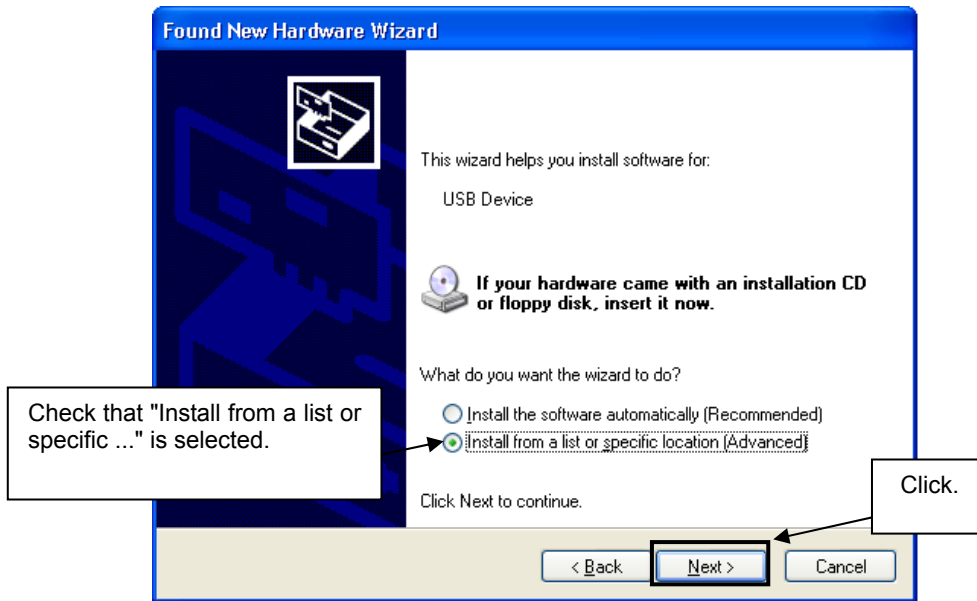 Found New Hardware Wizard
This wizard helps you install software for:
USB Device
If your hardware came with an installation CD
or floppy disk, insert it now.
What do you want the wizard to do?
Check that "Install from a list or
specific ..." is selected.
Install the software automatically (Recommended)
Install from a list or specific location (Advanced)
Click.
Click Next to continue.
< Back
Next >
Cancel